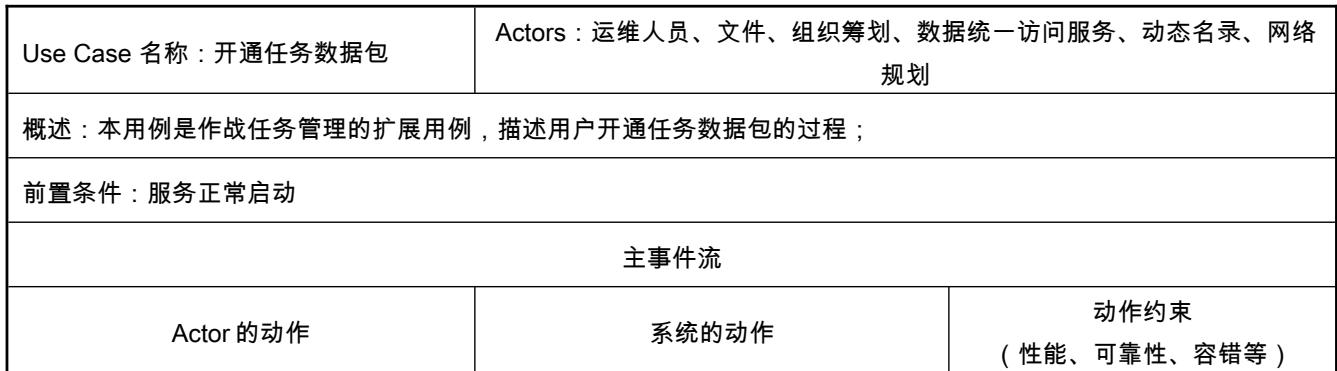 Use Case 名称：开通任务数据包
Actors：运维人员、文件、组织筹划、数据统一访问服务、动态名录、网络
规划
概述：本用例是作战任务管理的扩展用例，描述用户开通任务数据包的过程；
前置条件：服务正常启动
主事件流
Actor 的动作
系统的动作
动作约束
（性能、可靠性、容错等）